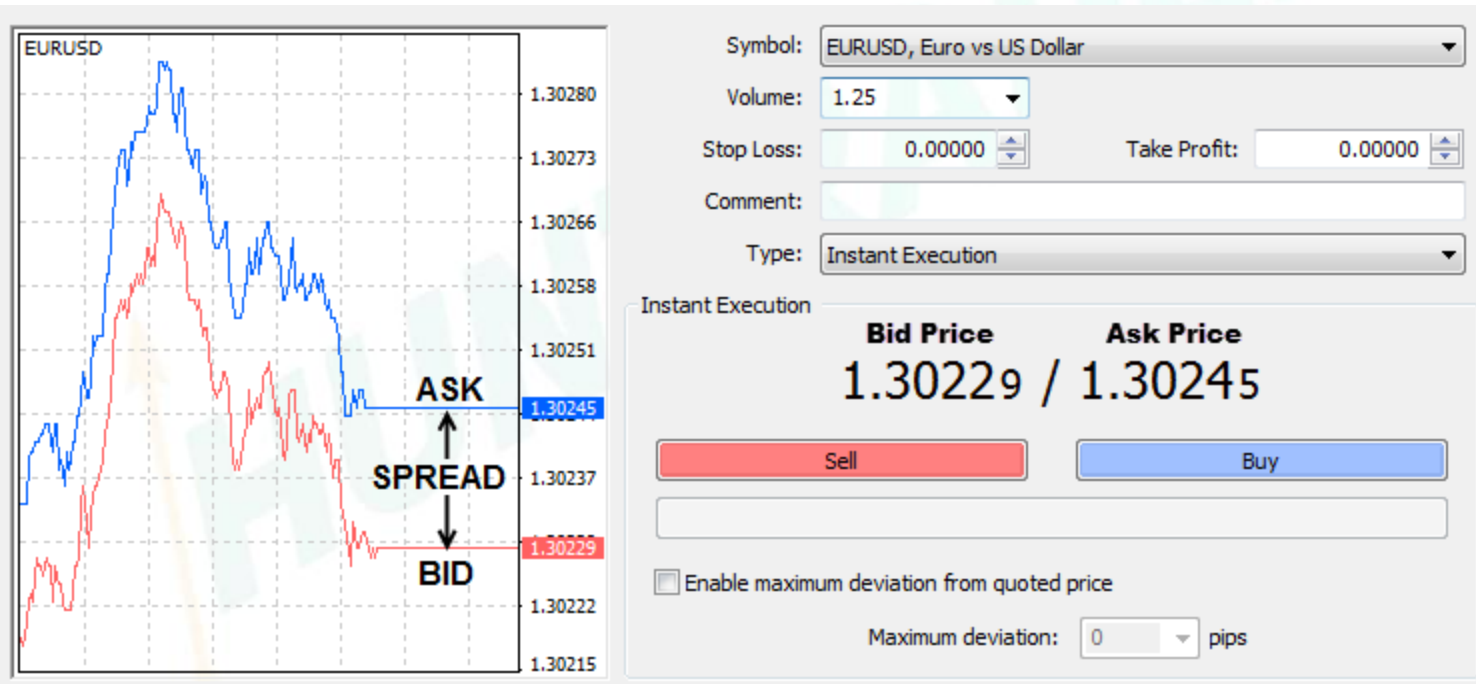 EURUSD
1.30280
1.30273
1.30266
1.30258
1.30251
ASK
1.30245
SPREAD
1.30237
1.30229
BID
1.30222
1.30215
Symbol: EURUSD, Euro vs US Dollar
Volume: 1.25
Stop Loss: 0.00000 Take Profit: 0.00000
Comment:
Type: Instant Execution
Instant Execution
Bid Price Ask Price
1.30229 / 1.30245
Sell Buy
Enable maximum deviation from quoted price
Maximum deviation: 0 pips